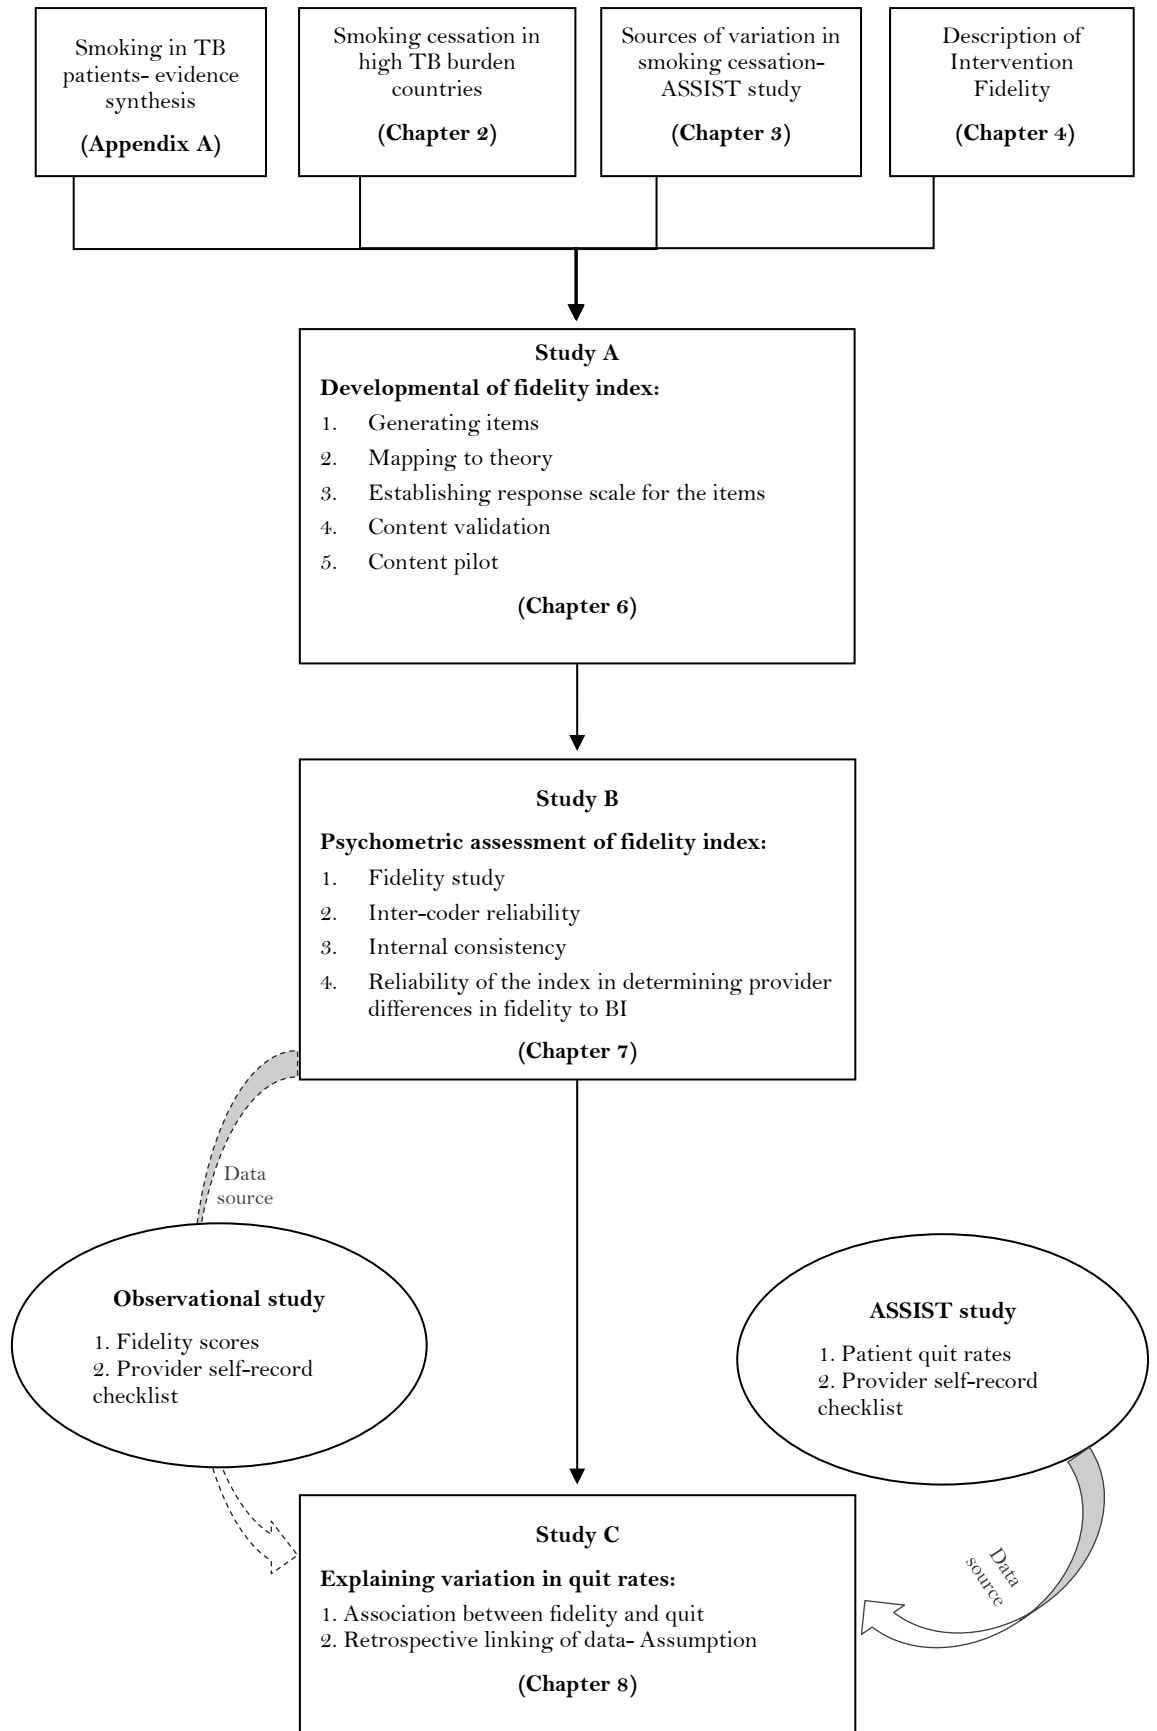 Smoking in TB
patients- evidence
synthesis
(Appendix A)
Smoking cessation in
high TB burden
countries
(Chapter 2)
Sources of variation in
smoking cessation-
ASSIST study
(Chapter 3)
Description of
Intervention
Fidelity
(Chapter 4)
Study A
Developmental of fidelity index:
1. Generating items
2. Mapping to theory
3. Establishing response scale for the items
4. Content validation
5. Content pilot
(Chapter 6)
Study B
Psychometric assessment of fidelity index:
1. Fidelity study
2. Inter-coder reliability
3. Internal consistency
4. Reliability of the index in determining provider
differences in fidelity to BI
(Chapter 7)
Data
source
Observational study
1. Fidelity scores
2. Provider self-record
checklist
ASSIST study
1. Patient quit rates
2. Provider self-record
checklist
Data
source
Study C
Explaining variation in quit rates:
1. Association between fidelity and quit
2. Retrospective linking of data- Assumption
(Chapter 8)